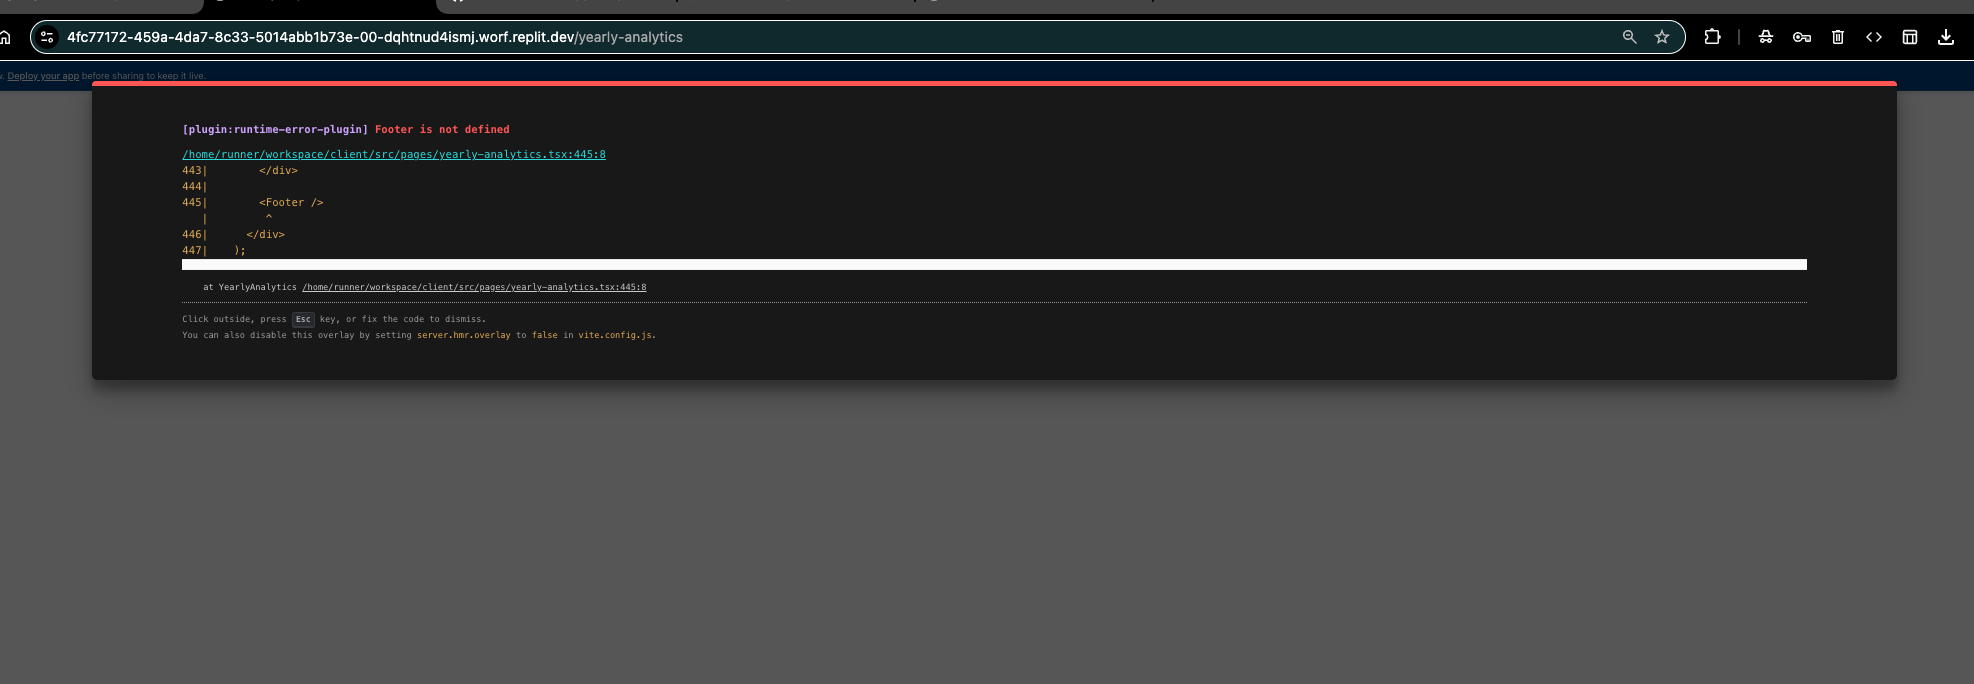 4fc77172-459a-4da7-8c33-5014abb1b73e-00-dqhtnud4ismj.worf.replit.dev/yearly-analytics
. Deploy your app before sharing to keep it live.
[plugin:runtime-error-plugin] Footer is not defined
/home/runner/workspace/client/src/pages/yearly-analytics.tsx:445:8
443|        </div>
444|
445|        <Footer />
   |         ^
446|      </div>
447|    );
at YearlyAnalytics /home/runner/workspace/client/src/pages/yearly-analytics.tsx:445:8
Click outside, press Esc key, or fix the code to dismiss.
You can also disable this overlay by setting server.hmr.overlay to false in vite.config.js.